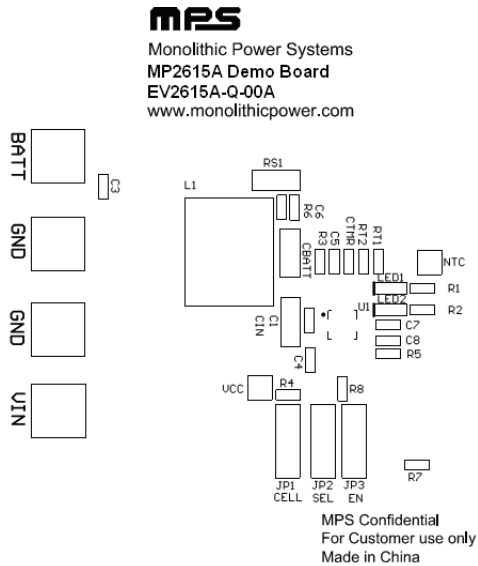 mps
Monolithic Power Systems
MP2615A Demo Board
EV2615A-Q-00A
www.monolithicpower.com
BATT
GND
GND
VIN
C3
L1
RS1
R6
C6
CBATT
R3
C5
CTMR
RT2
RT1
NTC
LED1
R1
U1
LED2
R2
C7
C8
R5
CIN
C1
C4
VCC
R4
R8
JP1
CELL
JP2
SEL
JP3
EN
R7
MPS Confidential
For Customer use only
Made in China